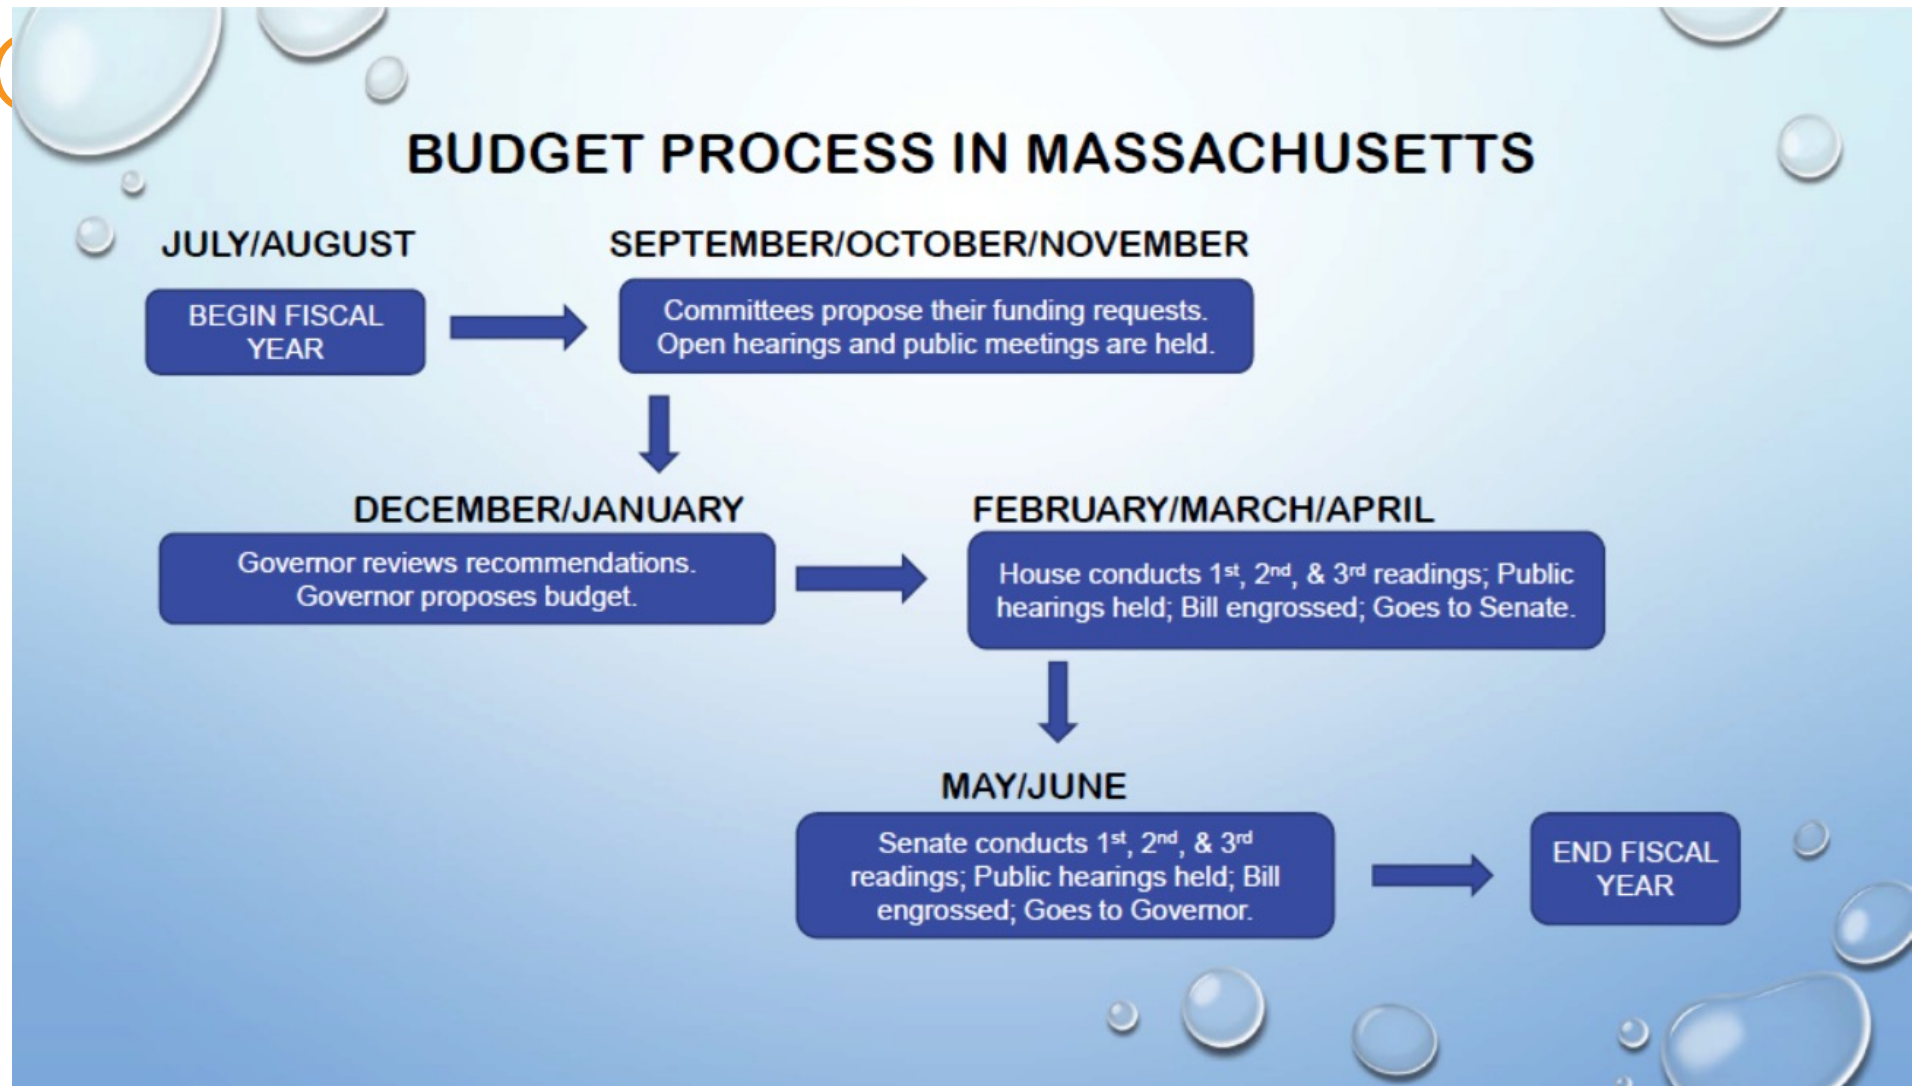 BUDGET PROCESS IN MASSACHUSETTS
JULY/AUGUST
BEGIN FISCAL
YEAR
SEPTEMBER/OCTOBER/NOVEMBER
Committees propose their funding requests.
Open hearings and public meetings are held.
DECEMBER/JANUARY
Governor reviews recommendations.
Governor proposes budget.
FEBRUARY/MARCH/APRIL
House conducts 1st, 2nd, & 3rd readings; Public
hearings held; Bill engrossed; Goes to Senate.
MAY/JUNE
Senate conducts 1st, 2nd, & 3rd
readings; Public hearings held; Bill
engrossed; Goes to Governor.
END FISCAL
YEAR